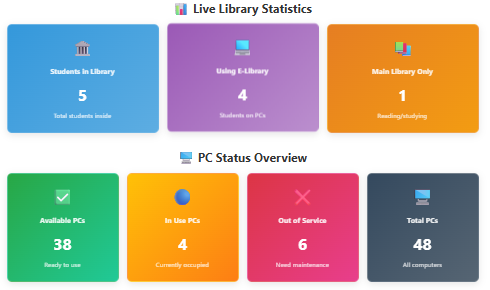 Live Library Statistics
Students In Library
5
Total students inside
Using E-Library
4
Students on PCs
Main Library Only
1
Reading/studying
PC Status Overview
Available PCs
38
Ready to use
In Use PCs
4
Currently occupied
Out of Service
6
Need maintenance
Total PCs
48
All computers